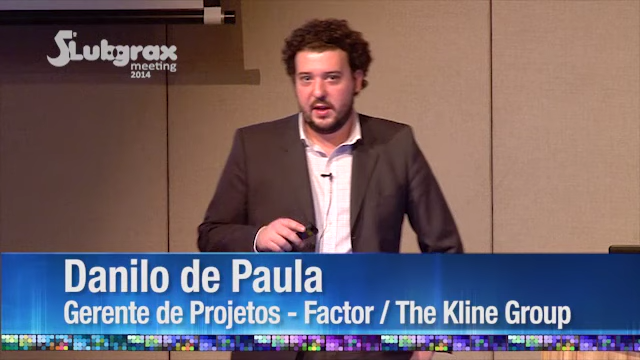 SLubgrax
meeting
2014
Danilo de Paula
Gerente de Projetos - Factor / The Kline Group